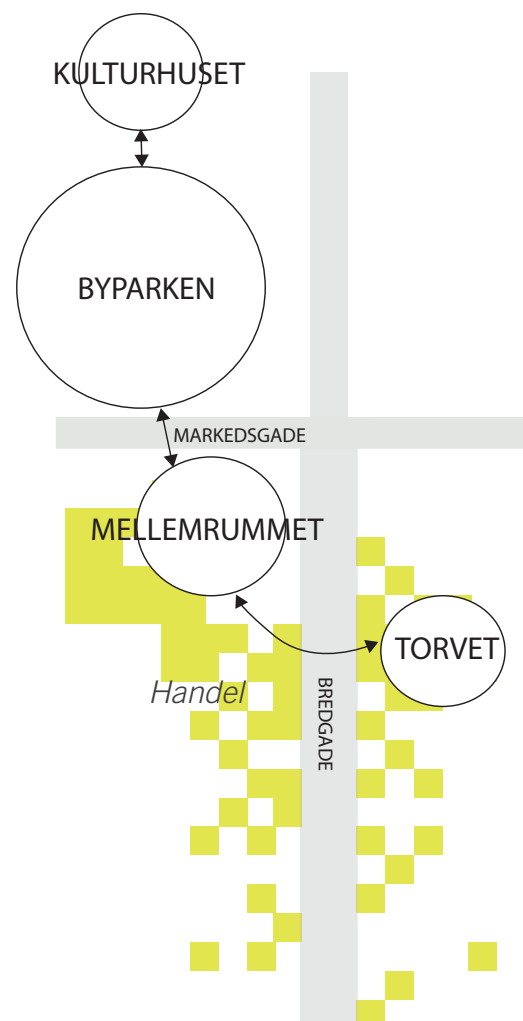 KULTURHUSET
BYPARKEN
MARKEDSGADE
MELLEMRUMMET
TORVET
Handel
BREDGADE